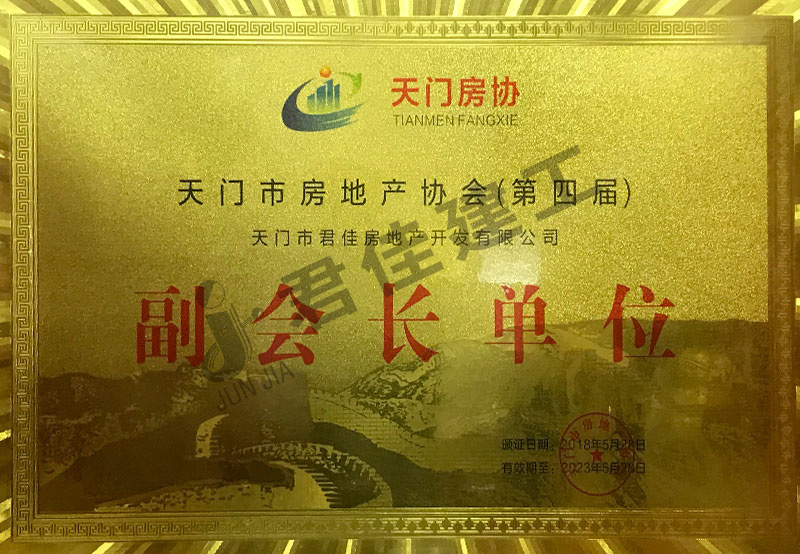 天门房协
TIANMEN FANGXIE
天门市房地产协会(第四届)
天门市君佳房地产开发有限公司
副会长单位
君佳建工
JUN JIA
颁证日期：2018年5月28日
有效期至：2023年5月28日